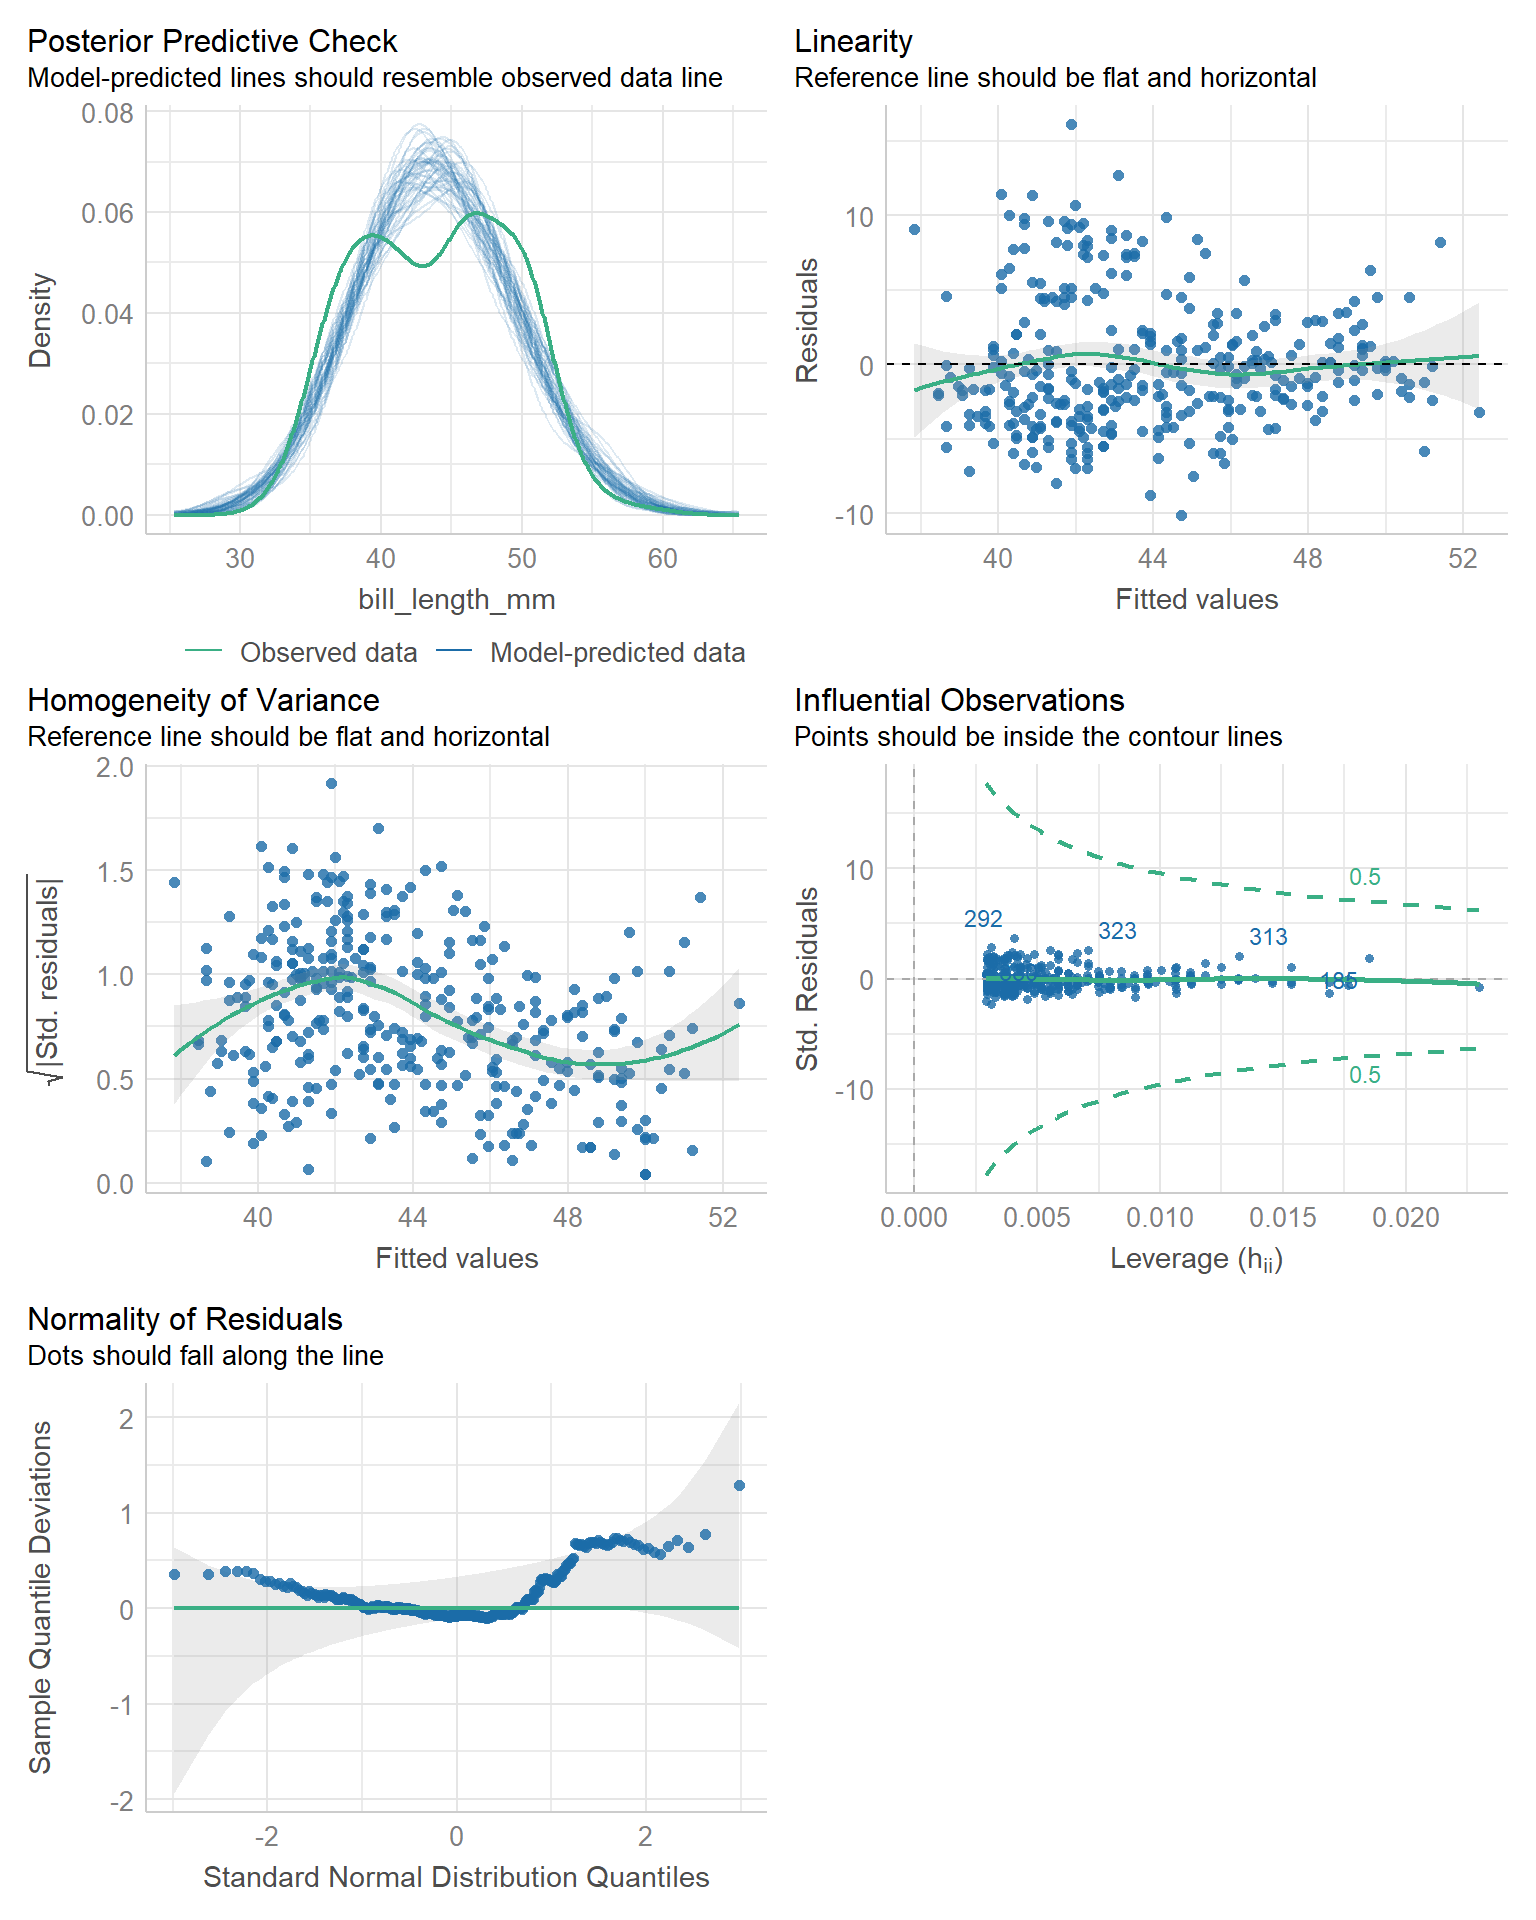 Posterior Predictive Check
Model-predicted lines should resemble observed data line
0.08
0.06
0.04
0.02
0.00
Density
30 40 50 60
bill_length_mm
Observed data Model-predicted data
Linearity
Reference line should be flat and horizontal
10
0
-10
Residuals
40 44 48 52
Fitted values
Homogeneity of Variance
Reference line should be flat and horizontal
2.0
1.5
1.0
0.5
0.0
√|Std. residuals|
40 44 48 52
Fitted values
Influential Observations
Points should be inside the contour lines
10
0
-10
Std. Residuals
0.5
292
323
313
185
0.5
0.000 0.005 0.010 0.015 0.020
Leverage (hii)
Normality of Residuals
Dots should fall along the line
2
1
0
-1
-2
Sample Quantile Deviations
-2 0 2
Standard Normal Distribution Quantiles